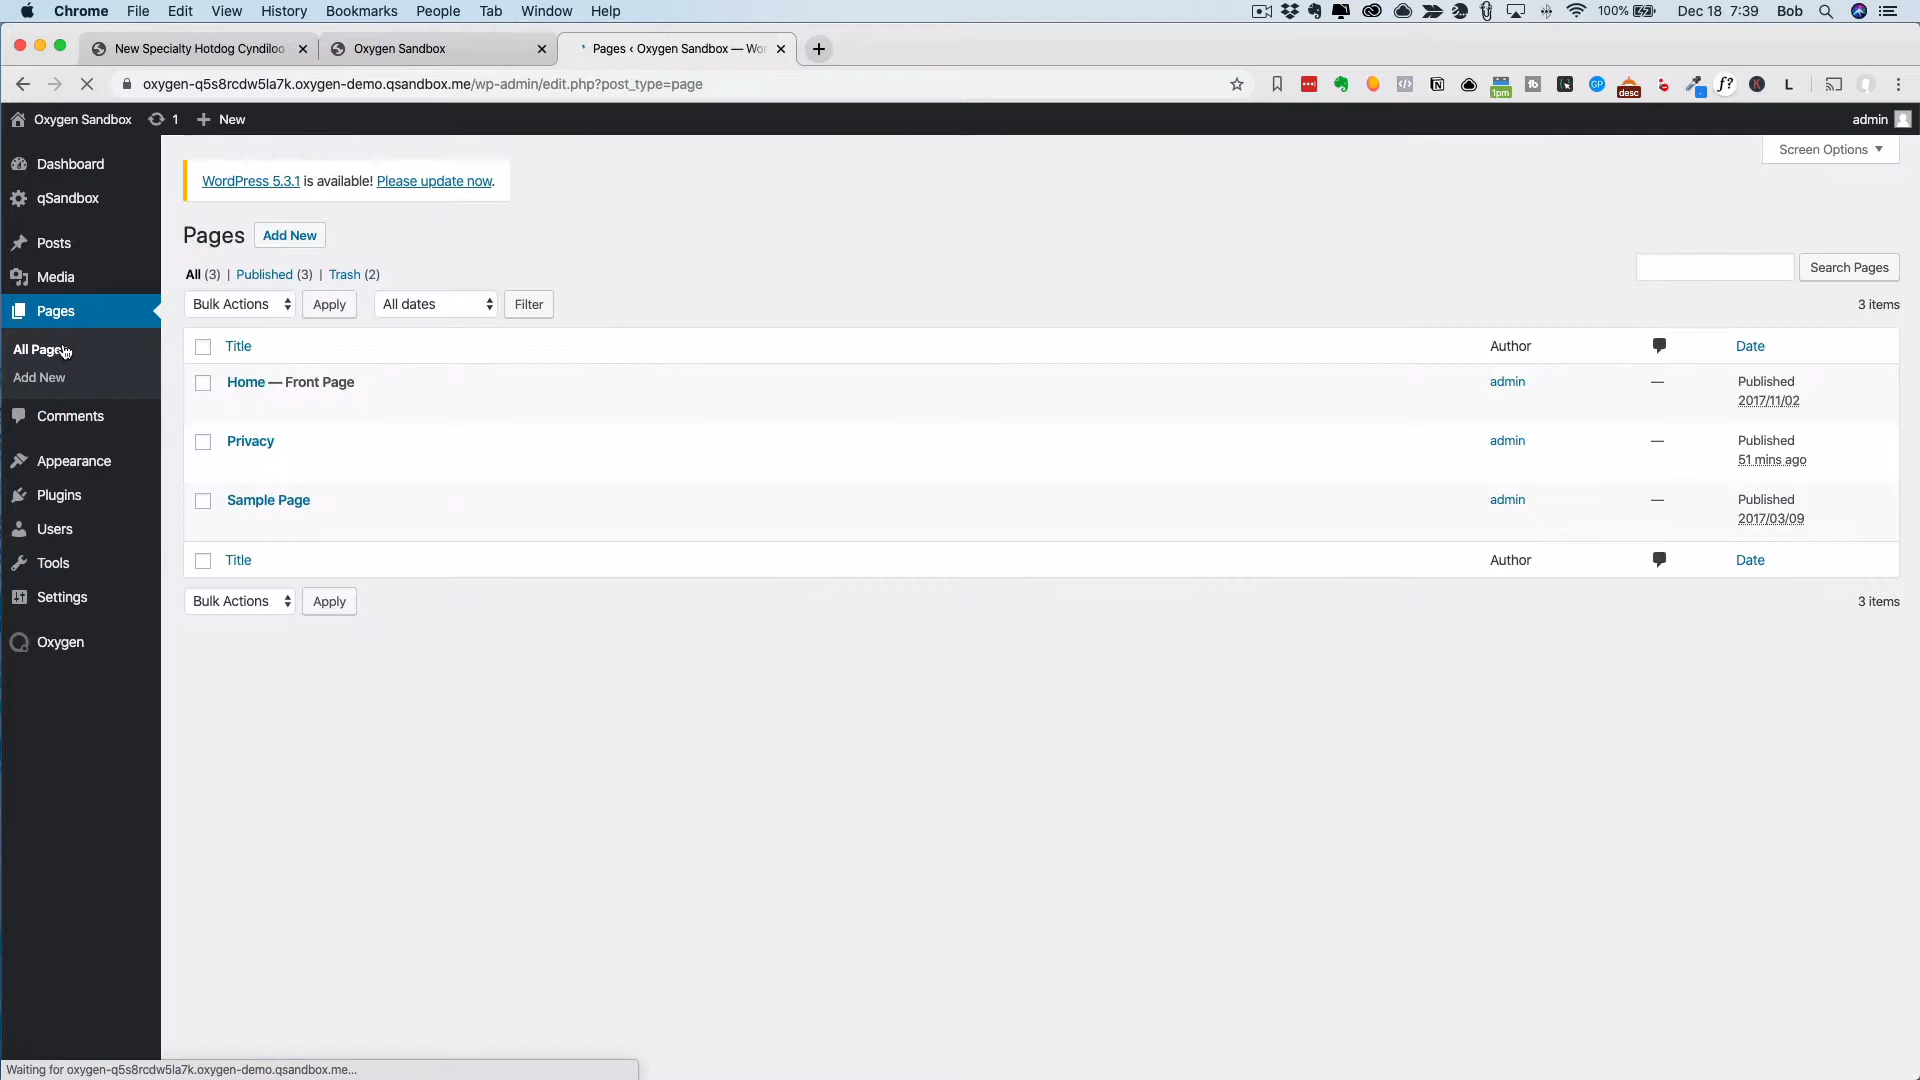 Chrome File Edit View History Bookmarks People Tab Window Help 100% Dec 18 7:39 Bob
New Specialty Hotdog Cyndiloo Oxygen Sandbox Pages ‹ Oxygen Sandbox — Wor
oxygen-q5s8rcdw5la7k.oxygen-demo.qsandbox.me/wp-admin/edit.php?post_type=page 1pm tb GP desc f? K L
Oxygen Sandbox 1 New admin
Screen Options
Dashboard
qSandbox
Posts
Media
Pages
All Page
Add New
Comments
Appearance
Plugins
Users
Tools
Settings
Oxygen
WordPress 5.3.1 is available! Please update now.
Pages Add New
All (3) | Published (3) | Trash (2)
Search Pages
Bulk Actions Apply All dates Filter 3 items
Title Author Date
Home — Front Page admin — Published
2017/11/02
Privacy admin — Published
51 mins ago
Sample Page admin — Published
2017/03/09
Title Author Date
Bulk Actions Apply 3 items
Waiting for oxygen-q5s8rcdw5la7k.oxygen-demo.qsandbox.me...